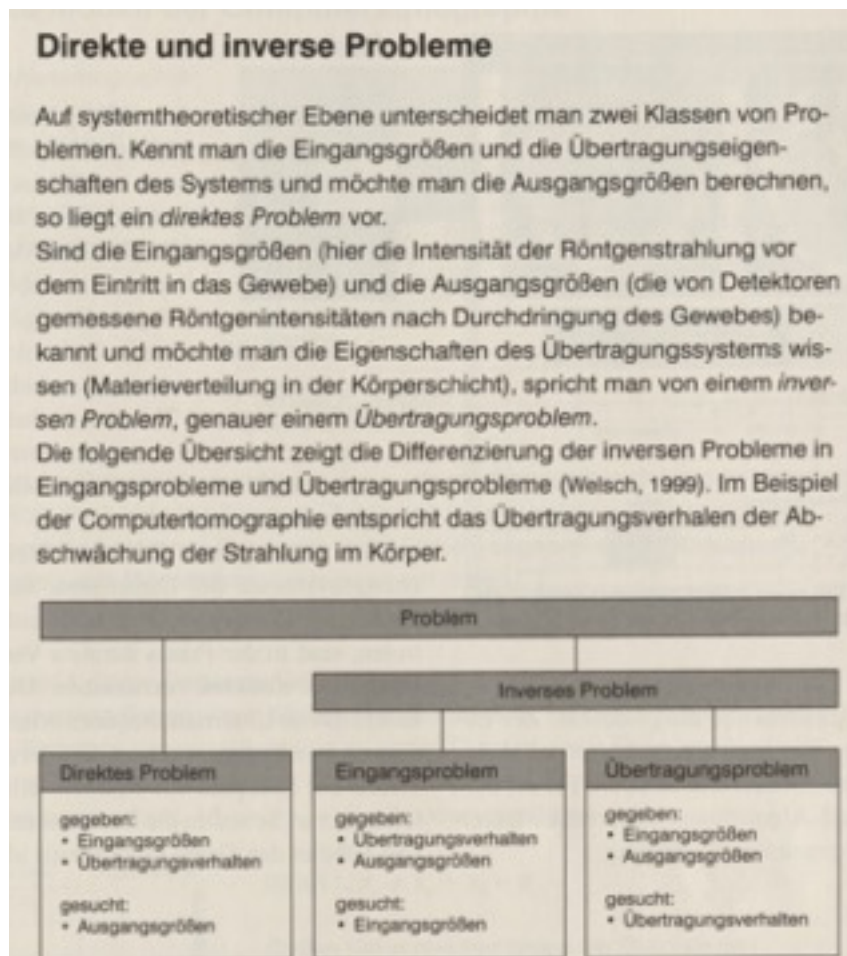 Direkte und inverse Probleme
Auf systemtheoretischer Ebene unterscheidet man zwei Klassen von Pro-
blemen. Kennt man die Eingangsgrößen und die Übertragungseigen-
schaften des Systems und möchte man die Ausgangsgrößen berechnen,
so liegt ein direktes Problem vor.
Sind die Eingangsgrößen (hier die Intensität der Röntgenstrahlung vor
dem Eintritt in das Gewebe) und die Ausgangsgrößen (die von Detektoren
gemessene Röntgenintensitäten nach Durchdringung des Gewebes) be-
kannt und möchte man die Eigenschaften des Übertragungssystems wis-
sen (Materieverteilung in der Körperschicht), spricht man von einem inver-
sen Problem, genauer einem Übertragungsproblem.
Die folgende Übersicht zeigt die Differenzierung der inversen Probleme in
Eingangsprobleme und Übertragungsprobleme (Welsch, 1999). Im Beispiel
der Computertomographie entspricht das Übertragungsverhalen der Ab-
schwächung der Strahlung im Körper.
Problem
Inverses Problem
Direktes Problem
gegeben:
• Eingangsgrößen
• Übertragungsverhalten
gesucht:
• Ausgangsgrößen
Eingangsproblem
gegeben:
• Übertragungsverhalten
• Ausgangsgrößen
gesucht:
• Eingangsgrößen
Übertragungsproblem
gegeben:
• Eingangsgrößen
• Ausgangsgrößen
gesucht:
• Übertragungsverhalten